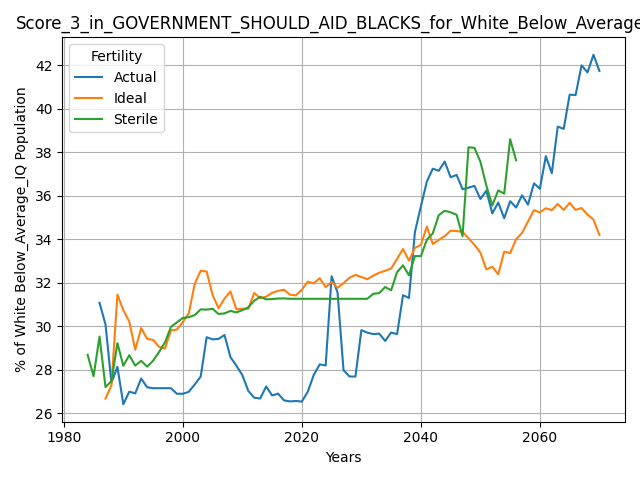 Score_3_in_GOVERNMENT_SHOULD_AID_BLACKS_for_White_Below_Average
Fertility
Actual
Ideal
Sterile
% of White Below_Average_IQ Population
42
40
38
36
34
32
30
28
26
1980 2000 2020 2040 2060
Years